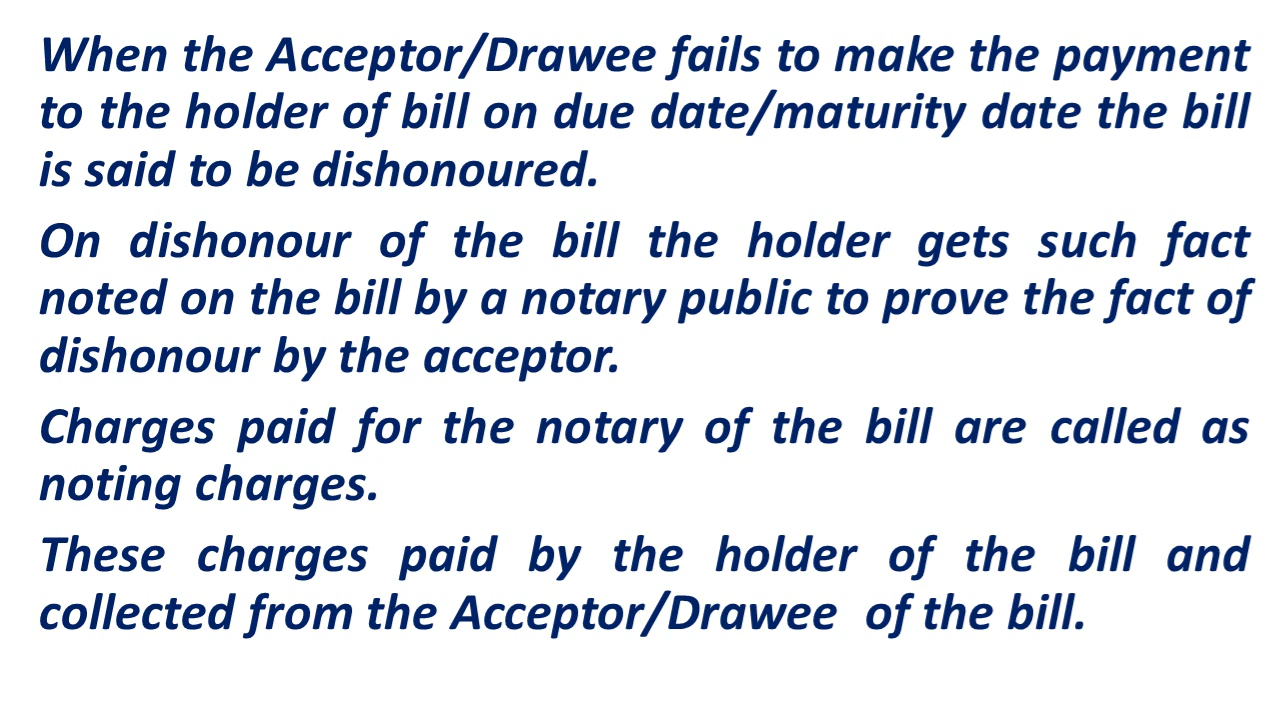 When the Acceptor/Drawee fails to make the payment
to the holder of bill on due date/maturity date the bill
is said to be dishonoured.
On dishonour of the bill the holder gets such fact
noted on the bill by a notary public to prove the fact of
dishonour by the acceptor.
Charges paid for the notary of the bill are called as
noting charges.
These charges paid by the holder of the bill and
collected from the Acceptor/Drawee  of the bill.